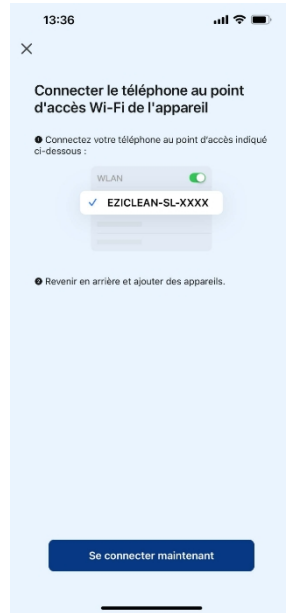 13:36
Connecter le téléphone au point
d'accès Wi-Fi de l'appareil
❶ Connectez votre téléphone au point d'accès indiqué
ci-dessous :
WLAN
EZICLEAN-SL-XXXX
❷ Revenir en arrière et ajouter des appareils.
Se connecter maintenant